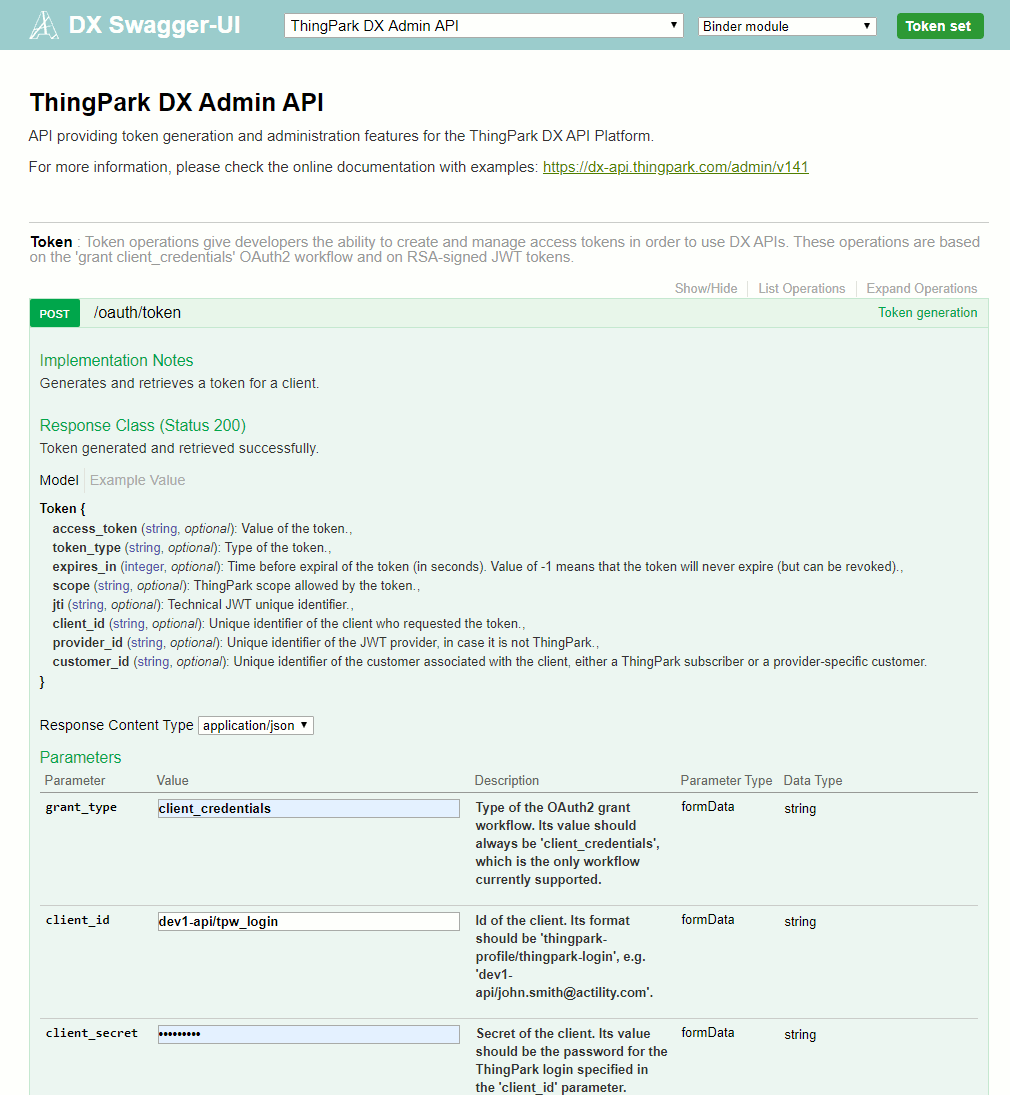 DX Swagger-UI
ThingPark DX Admin API
Binder module
Token set
ThingPark DX Admin API
API providing token generation and administration features for the ThingPark DX API Platform.
For more information, please check the online documentation with examples: https://dx-api.thingpark.com/admin/v141
Token : Token operations give developers the ability to create and manage access tokens in order to use DX APIs. These operations are based
on the 'grant client_credentials' OAuth2 workflow and on RSA-signed JWT tokens.
Show/Hide List Operations Expand Operations
POST /oauth/token Token generation
Implementation Notes
Generates and retrieves a token for a client.
Response Class (Status 200)
Token generated and retrieved successfully.
Model Example Value
Token {
access_token (string, optional): Value of the token.,
token_type (string, optional): Type of the token.,
expires_in (integer, optional): Time before expiral of the token (in seconds). Value of -1 means that the token will never expire (but can be revoked).,
scope (string, optional): ThingPark scope allowed by the token.,
jti (string, optional): Technical JWT unique identifier.,
client_id (string, optional): Unique identifier of the client who requested the token.,
provider_id (string, optional): Unique identifier of the JWT provider, in case it is not ThingPark.,
customer_id (string, optional): Unique identifier of the customer associated with the client, either a ThingPark subscriber or a provider-specific customer.
}
Response Content Type application/json
Parameters
Parameter Value Description Parameter Type Data Type
grant_type client_credentials Type of the OAuth2 grant formData string
workflow. Its value should
always be 'client_credentials',
which is the only workflow
currently supported.
client_id dev1-api/tpw_login Id of the client. Its format formData string
should be 'thingpark-
profile/thingpark-login', e.g.
'dev1-
api/john.smith@actility.com'.
client_secret ••••••••• Secret of the client. Its value formData string
should be the password for the
ThingPark login specified in
the 'client_id' parameter.